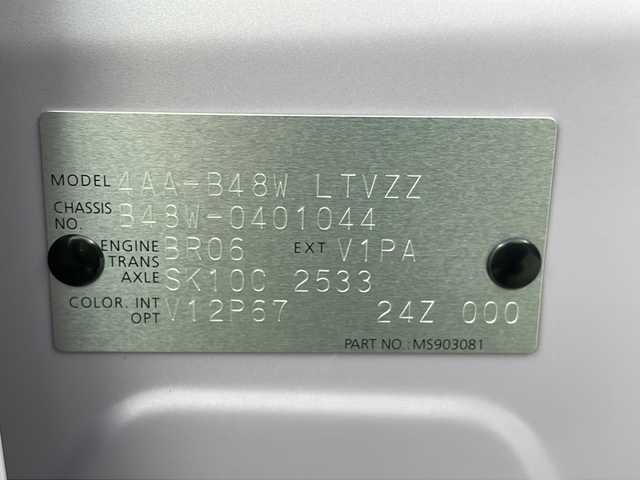 MODEL 4AA-B48W LTVZZ
CHASSIS NO. B48W-0401044
ENGINE BR06 EXT V1PA
TRANS AXLE SK10C 2533
COLOR. INT OPT V12P67 24Z 000
PART NO.: MS903081